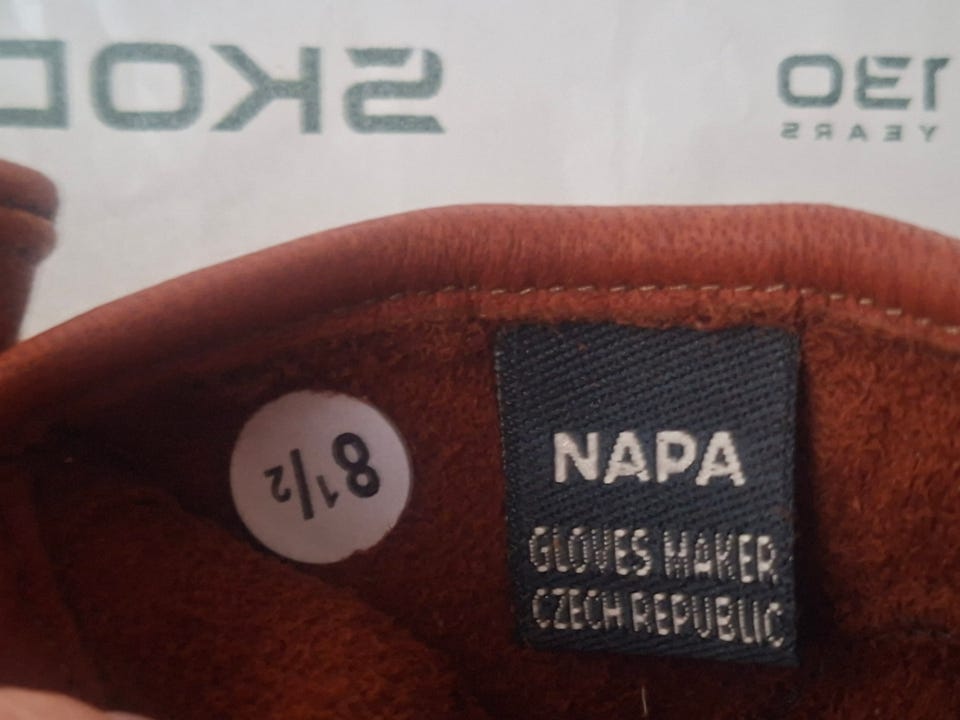 SKOD
130
YEARS
8 1/2
NAPA
GLOVES MAKER
CZECH REPUBLIC